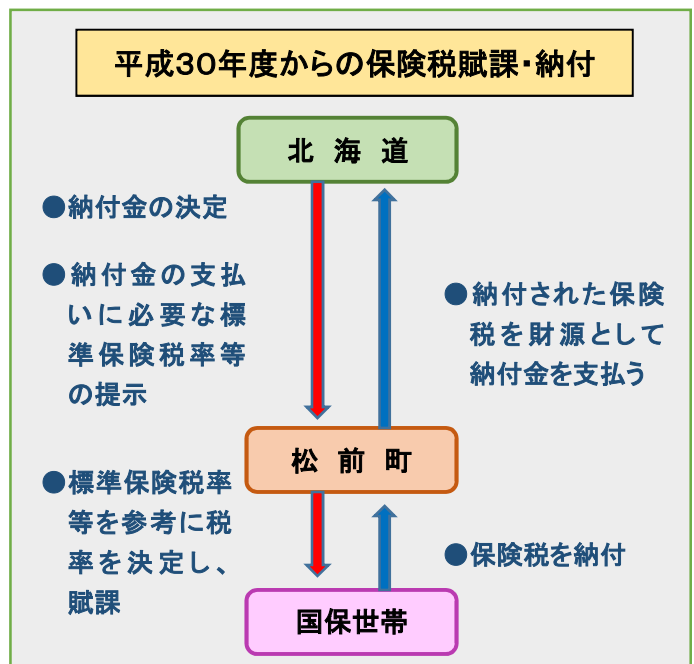 平成30年度からの保険税賦課・納付
北海道
●納付金の決定
●納付金の支払
いに必要な標
準保険税率等
の提示
●納付された保険
税を財源として
納付金を支払う
松前町
●標準保険税率
等を参考に税
率を決定し、
賦課
●保険税を納付
国保世帯